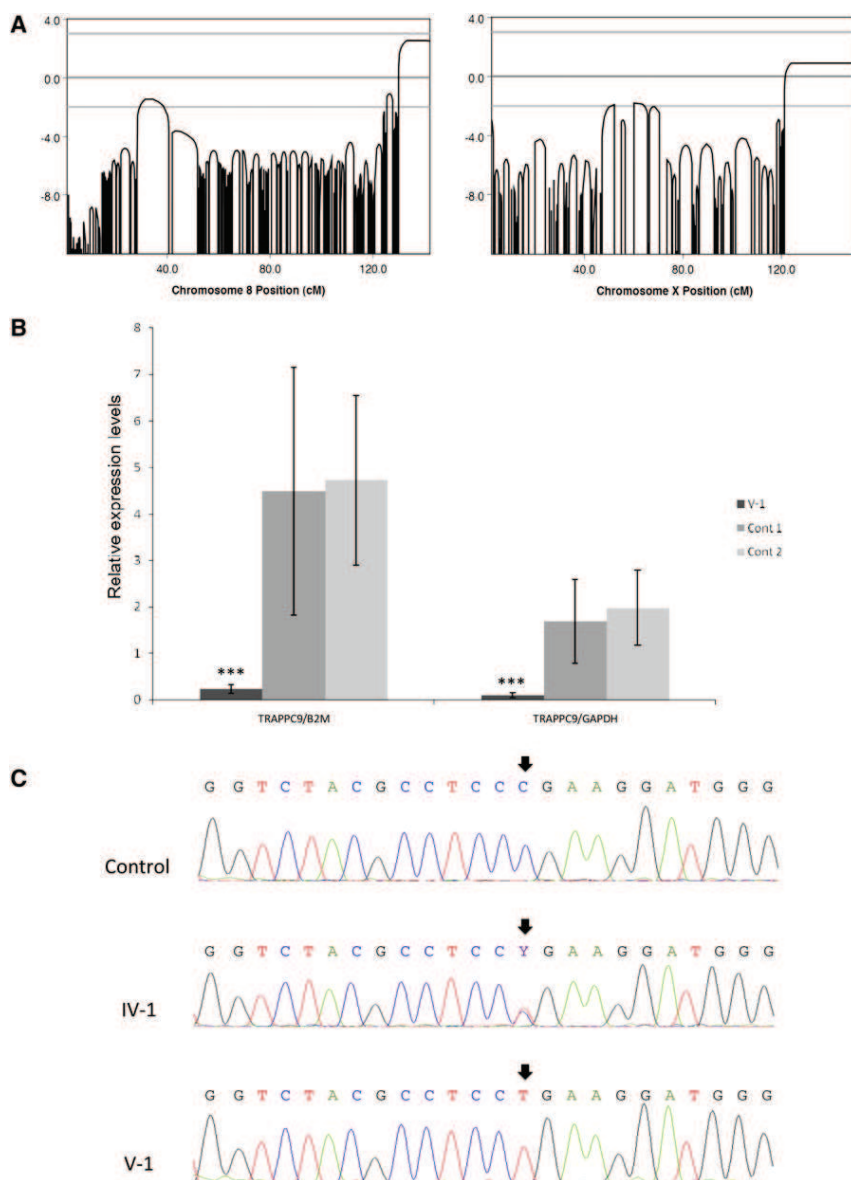 A
4.0
0.0
-4.0
-8.0
40.0
80.0
120.0
Chromosome 8 Position (cM)
4.0
0.0
-4.0
-8.0
40.0
80.0
120.0
Chromosome X Position (cM)
B
Relative expression levels
8
7
6
5
4
3
2
1
0
***
***
TRAPPC9/B2M
TRAPPC9/GAPDH
V-1
Cont 1
Cont 2
C
G G T C T A C G C C T C C C G A A G G A T G G G
Control
G G T C T A C G C C T C C Y G A A G G A T G G G
IV-1
G G T C T A C G C C T C C T G A A G G A T G G G
V-1